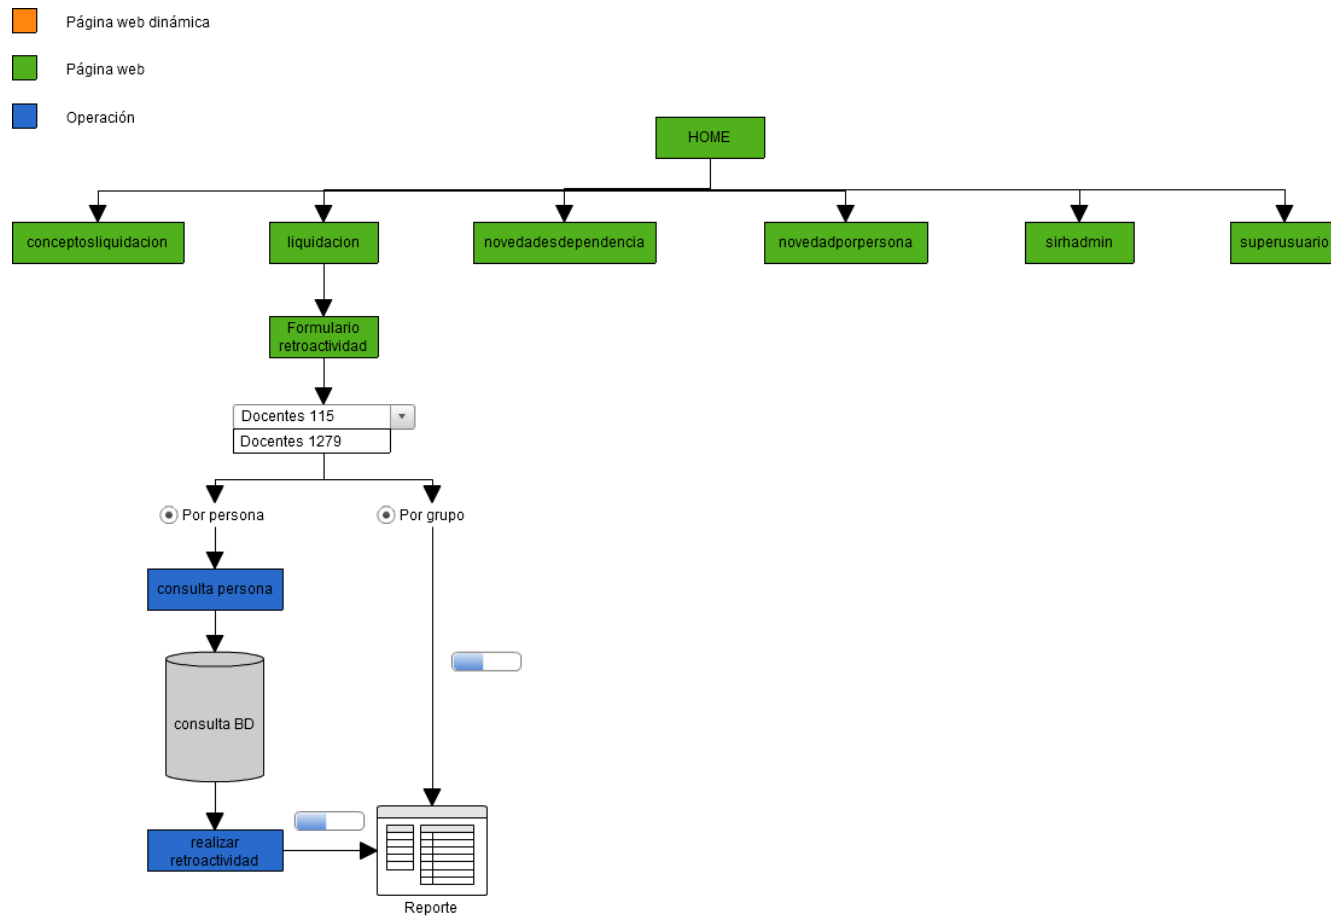 Página web dinámica
Página web
Operación
HOME
conceptosliquidacion
liquidacion
novedadesdependencia
novedadporpersona
sirhadmin
superusuario
Formulario
retroactividad
Docentes 115
Docentes 1279
Por persona
Por grupo
consulta persona
consulta BD
realizar
retroactividad
Reporte